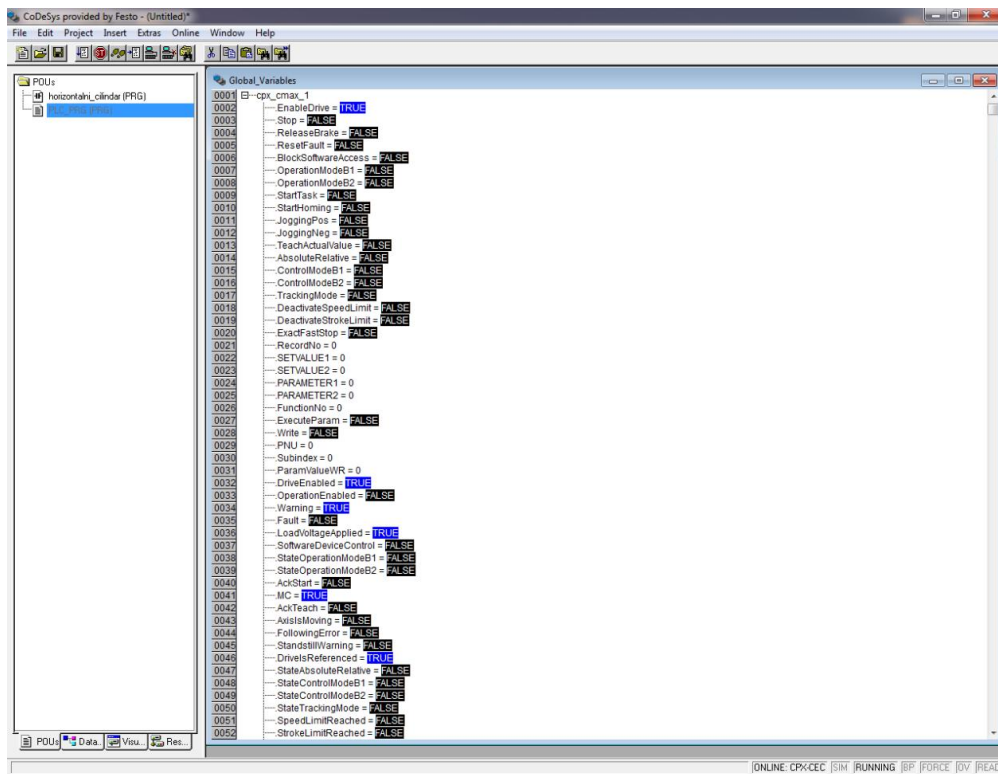 CoDeSys provided by Festo - (Untitled)*
File Edit Project Insert Extras Online Window Help
POUs
horizontalni_cilindar (PRG)
PLC_PRG (PRG)
Global_Variables
0001 cpx_cmax_1
0002 .EnableDrive = TRUE
0003 .Stop = FALSE
0004 .ReleaseBrake = FALSE
0005 .ResetFault = FALSE
0006 .BlockSoftwareAccess = FALSE
0007 .OperationModeB1 = FALSE
0008 .OperationModeB2 = FALSE
0009 .StartTask = FALSE
0010 .StartHoming = FALSE
0011 .JoggingPos = FALSE
0012 .JoggingNeg = FALSE
0013 .TeachActualValue = FALSE
0014 .AbsoluteRelative = FALSE
0015 .ControlModeB1 = FALSE
0016 .ControlModeB2 = FALSE
0017 .TrackingMode = FALSE
0018 .DeactivateSpeedLimit = FALSE
0019 .DeactivateStrokeLimit = FALSE
0020 .ExactFastStop = FALSE
0021 .RecordNo = 0
0022 .SETVALUE1 = 0
0023 .SETVALUE2 = 0
0024 .PARAMETER1 = 0
0025 .PARAMETER2 = 0
0026 .FunctionNo = 0
0027 .ExecuteParam = FALSE
0028 .Write = FALSE
0029 .PNU = 0
0030 .Subindex = 0
0031 .ParamValueWR = 0
0032 .DriveEnabled = TRUE
0033 .OperationEnabled = FALSE
0034 .Warning = TRUE
0035 .Fault = FALSE
0036 .LoadVoltageApplied = TRUE
0037 .SoftwareDeviceControl = FALSE
0038 .StateOperationModeB1 = FALSE
0039 .StateOperationModeB2 = FALSE
0040 .AckStart = FALSE
0041 .MC = TRUE
0042 .AckTeach = FALSE
0043 .AxisIsMoving = FALSE
0044 .FollowingError = FALSE
0045 .StandstillWarning = FALSE
0046 .DriveIsReferenced = TRUE
0047 .StateAbsoluteRelative = FALSE
0048 .StateControlModeB1 = FALSE
0049 .StateControlModeB2 = FALSE
0050 .StateTrackingMode = FALSE
0051 .SpeedLimitReached = FALSE
0052 .StrokeLimitReached = FALSE
POUs Data.. Visu... Res...
ONLINE: CPX-CEC SIM RUNNING BP FORCE OV READ